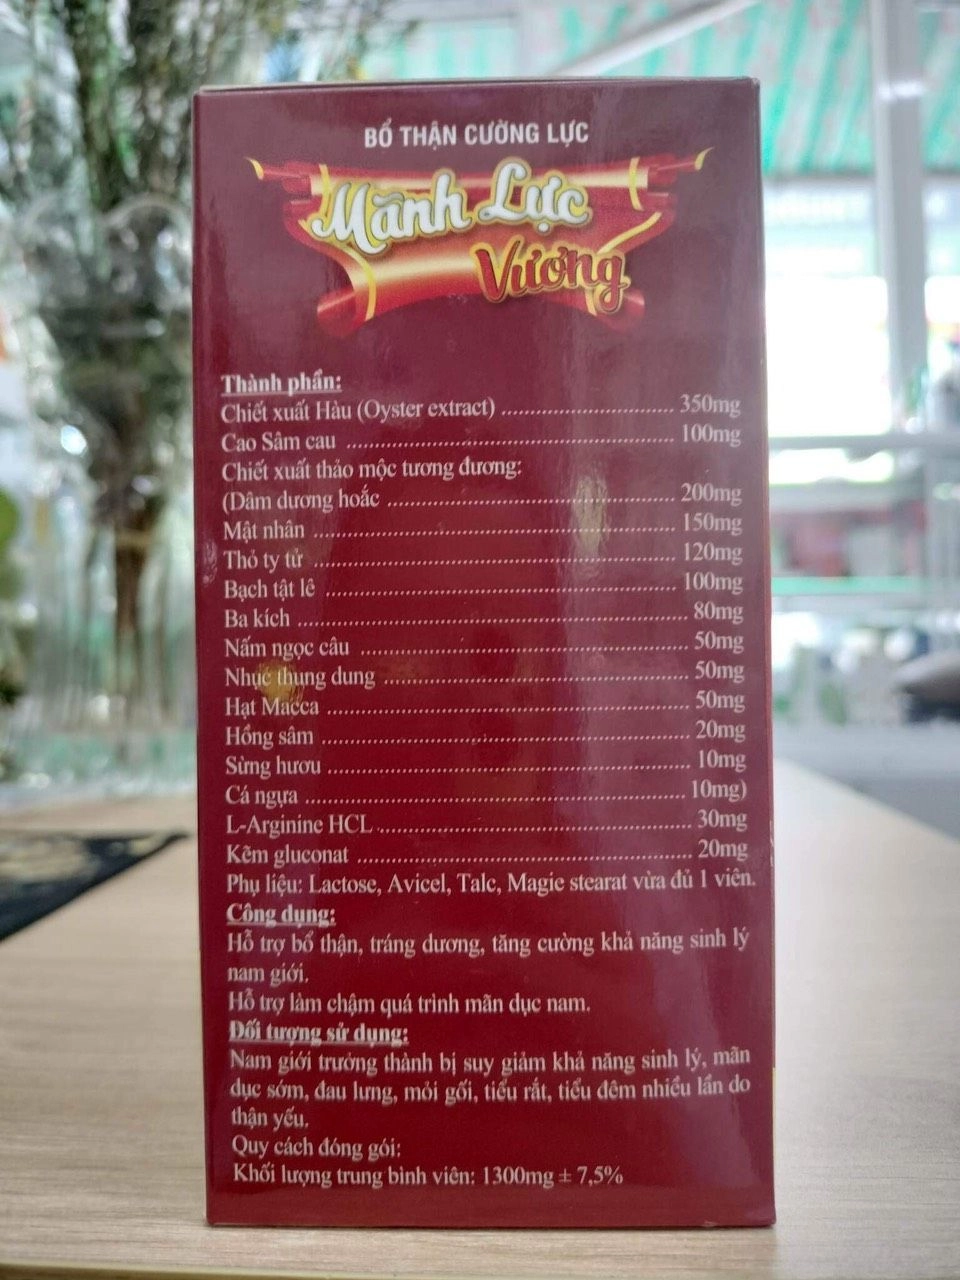 BỔ THẬN CƯỜNG LỰC
Mãnh Lực
Vương
Thành phần:
Chiết xuất Hàu (Oyster extract) ........................... 350mg
Cao Sâm cau ........................................................ 100mg
Chiết xuất thảo mộc tương đương:
(Dâm dương hoắc ................................................. 200mg
Mật nhân .............................................................. 150mg
Thỏ ty tử .............................................................. 120mg
Bạch tật lê ............................................................ 100mg
Ba kích ................................................................... 80mg
Nấm ngọc câu ........................................................ 50mg
Nhục thung dung .................................................... 50mg
Hạt Macca .............................................................. 50mg
Hồng sâm ............................................................... 20mg
Sừng hươu .............................................................. 10mg
Cá ngựa .................................................................. 10mg)
L-Arginine HCL ..................................................... 30mg
Kẽm gluconat ......................................................... 20mg
Phụ liệu: Lactose, Avicel, Talc, Magie stearat vừa đủ 1 viên.
Công dụng:
Hỗ trợ bổ thận, tráng dương, tăng cường khả năng sinh lý
nam giới.
Hỗ trợ làm chậm quá trình mãn dục nam.
Đối tượng sử dụng:
Nam giới trưởng thành bị suy giảm khả năng sinh lý, mãn
dục sớm, đau lưng, mỏi gối, tiểu rắt, tiểu đêm nhiều lần do
thận yếu.
Quy cách đóng gói:
Khối lượng trung bình viên: 1300mg ± 7,5%